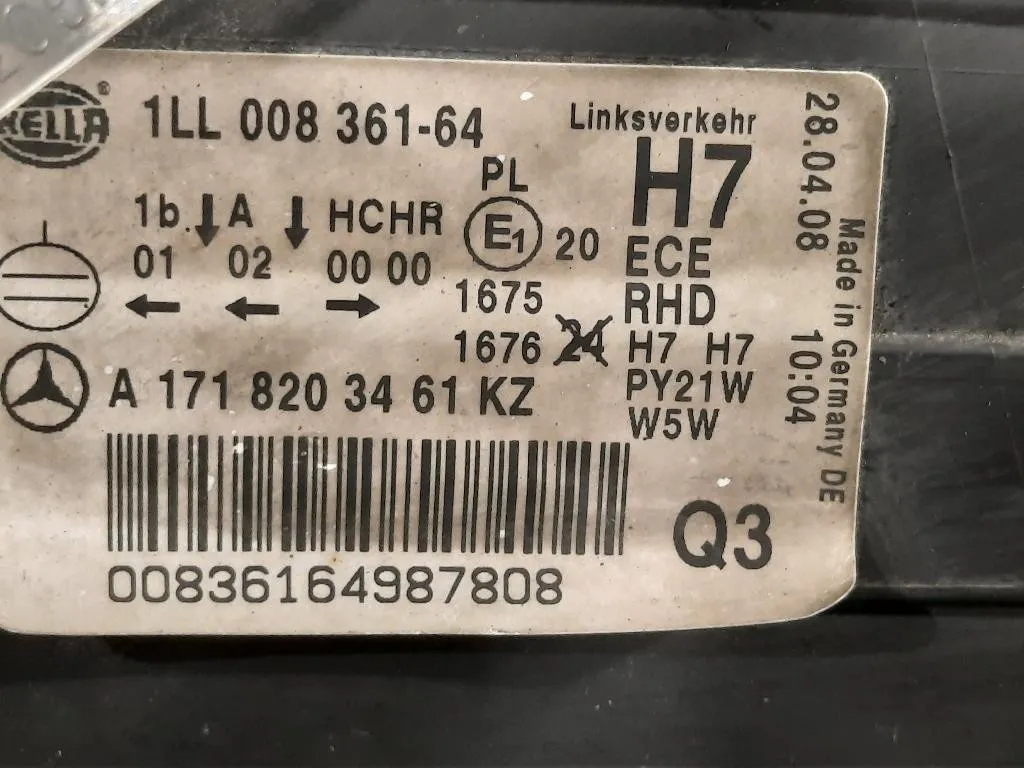 HELLA®
1LL 008 361-64
Linksverkehr
H7
PL
1b A HCHR
E1 20
ECE
01 02 00 00
1675
RHD
1676 24 H7 H7
A 171 820 34 61 KZ
PY21W
W5W
Q3
00836164987808
28.04.08 10:04
Made in Germany DE